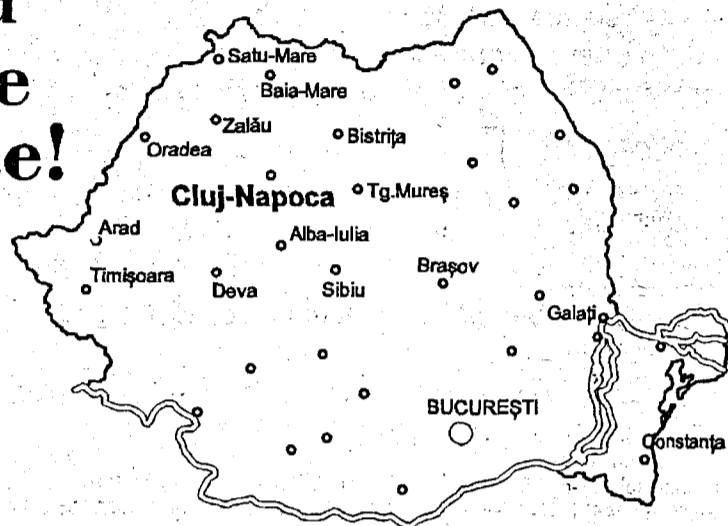 e!
Satu-Mare
Baia-Mare
Zalău
Oradea
Bistrița
Cluj-Napoca
Tg.Mureș
Arad
Alba-Iulia
Timișoara
Deva
Sibiu
Brașov
Galați
BUCUREȘTI
Constanța